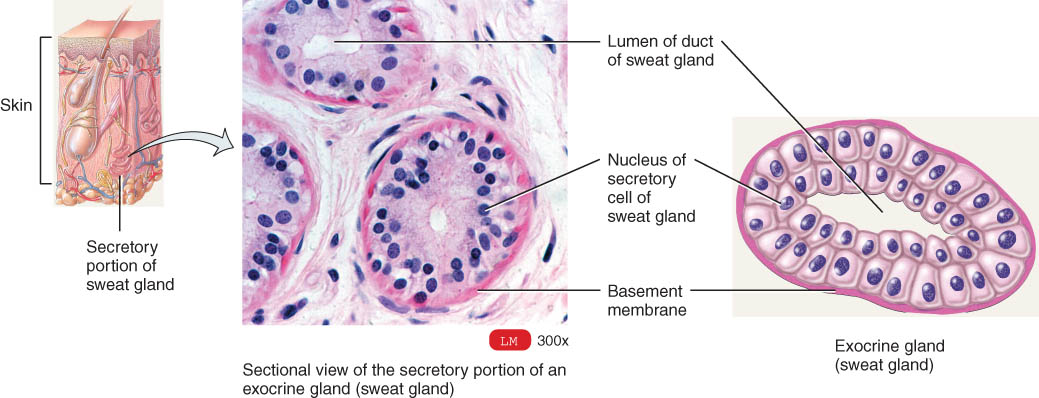 Skin
Secretory
portion of
sweat gland
Lumen of duct
of sweat gland
Nucleus of
secretory
cell of
sweat gland
Basement
membrane
LM 300x
Sectional view of the secretory portion of an
exocrine gland (sweat gland)
Exocrine gland
(sweat gland)